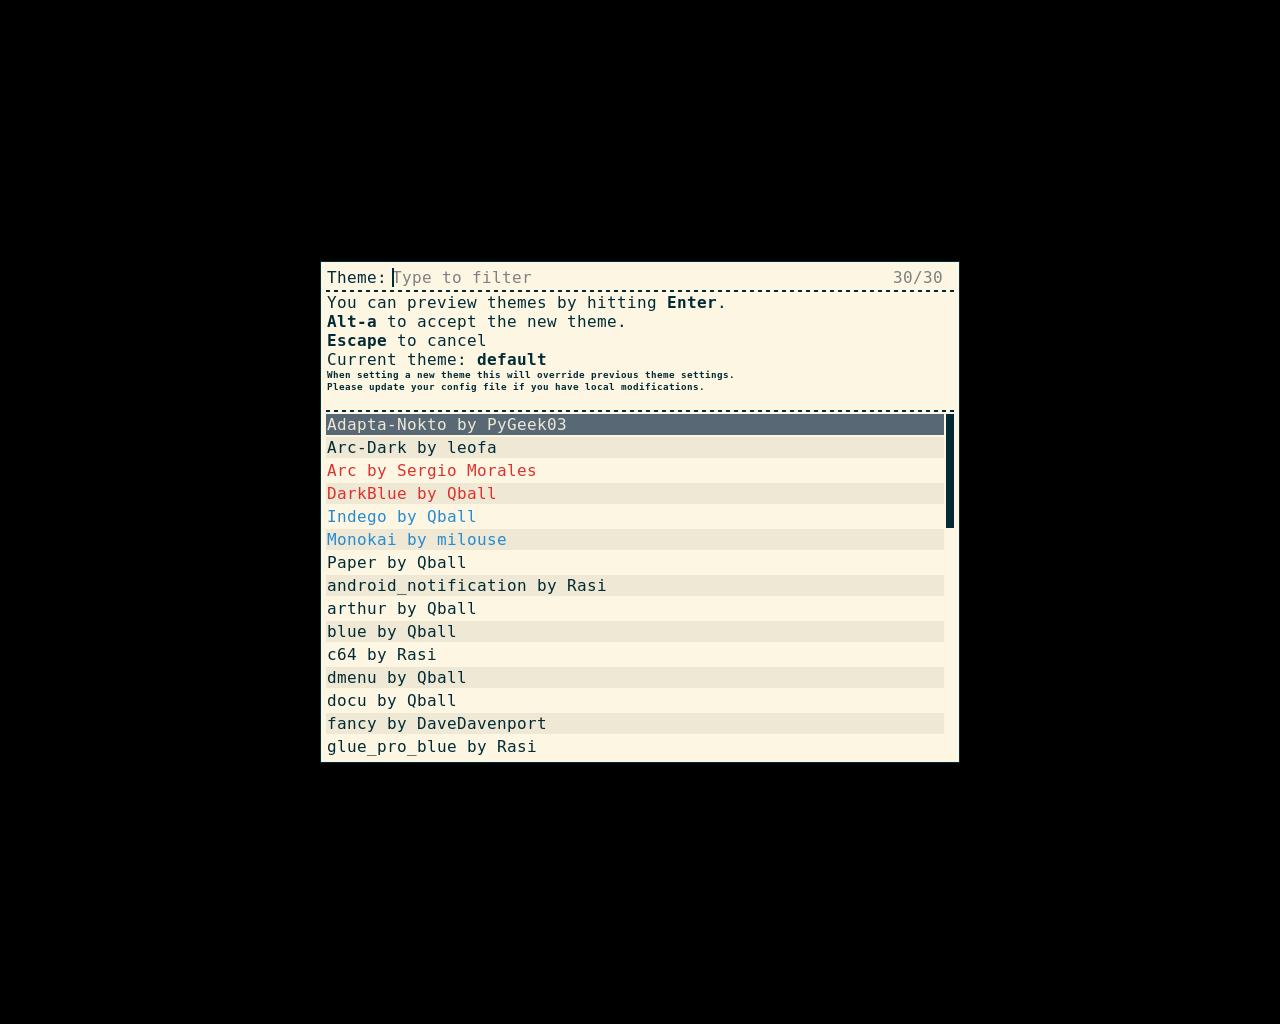 Theme: Type to filter 30/30
You can preview themes by hitting Enter.
Alt-a to accept the new theme.
Escape to cancel
Current theme: default
When setting a new theme this will override previous theme settings.
Please update your config file if you have local modifications.
Adapta-Nokto by PyGeek03
Arc-Dark by leofa
Arc by Sergio Morales
DarkBlue by Qball
Indego by Qball
Monokai by milouse
Paper by Qball
android_notification by Rasi
arthur by Qball
blue by Qball
c64 by Rasi
dmenu by Qball
docu by Qball
fancy by DaveDavenport
glue_pro_blue by Rasi